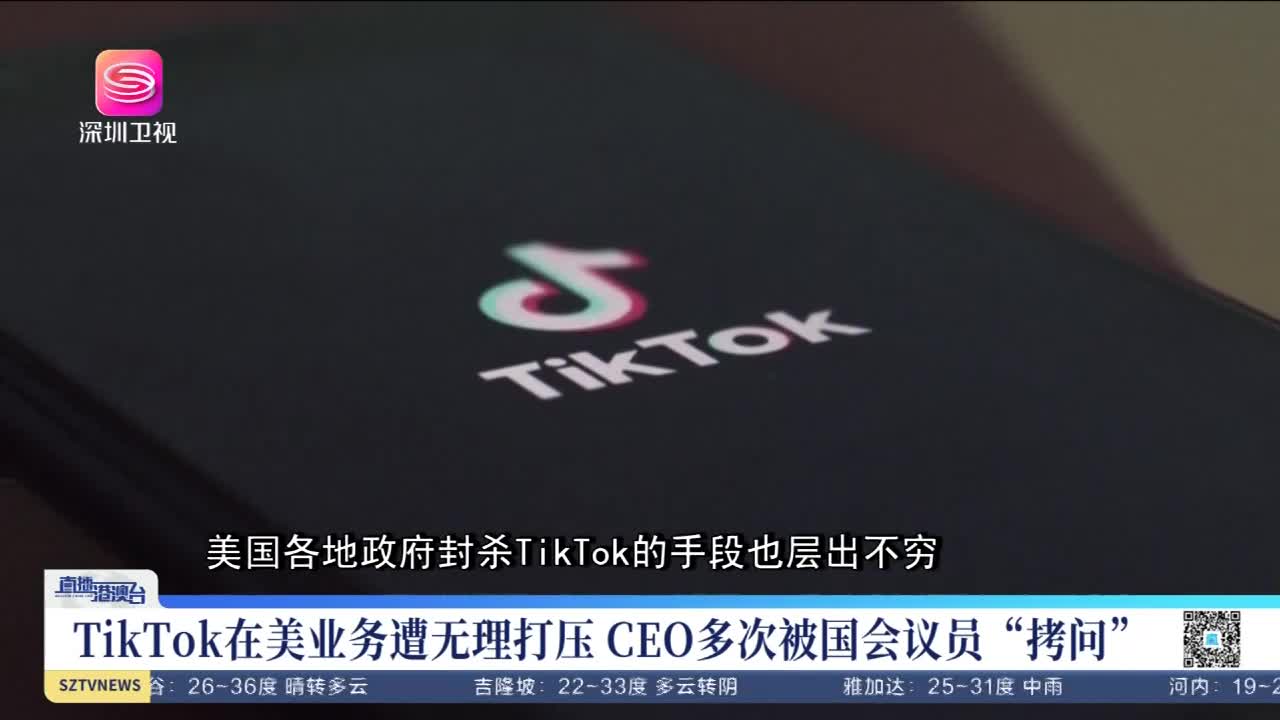 深圳卫视
TikTok
美国各地政府封杀TikTok的手段也层出不穷
直播港澳台
TikTok在美业务遭无理打压 CEO多次被国会议员“拷问”
SZTVNEWS 谷：26~36度 晴转多云 吉隆坡：22~33度 多云转阴 雅加达：25~31度 中雨 河内：19~2